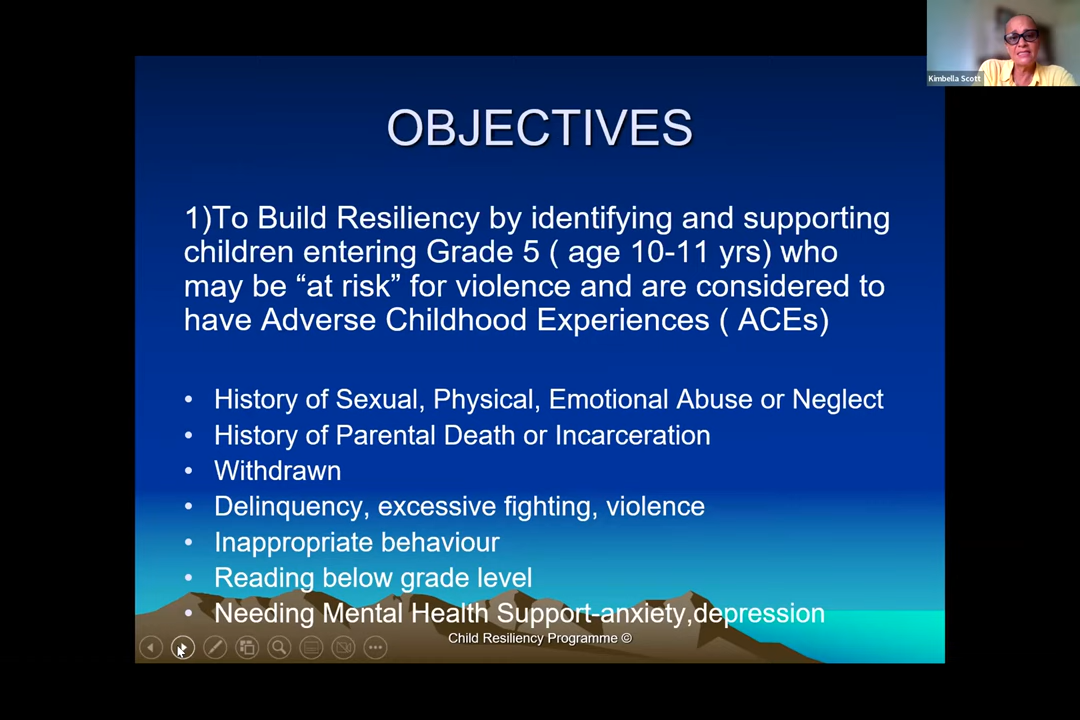 Kimbella Scott
OBJECTIVES
1)To Build Resiliency by identifying and supporting
children entering Grade 5 ( age 10-11 yrs) who
may be “at risk” for violence and are considered to
have Adverse Childhood Experiences ( ACEs)
• History of Sexual, Physical, Emotional Abuse or Neglect
• History of Parental Death or Incarceration
• Withdrawn
• Delinquency, excessive fighting, violence
• Inappropriate behaviour
• Reading below grade level
• Needing Mental Health Support-anxiety,depression
Child Resiliency Programme ©